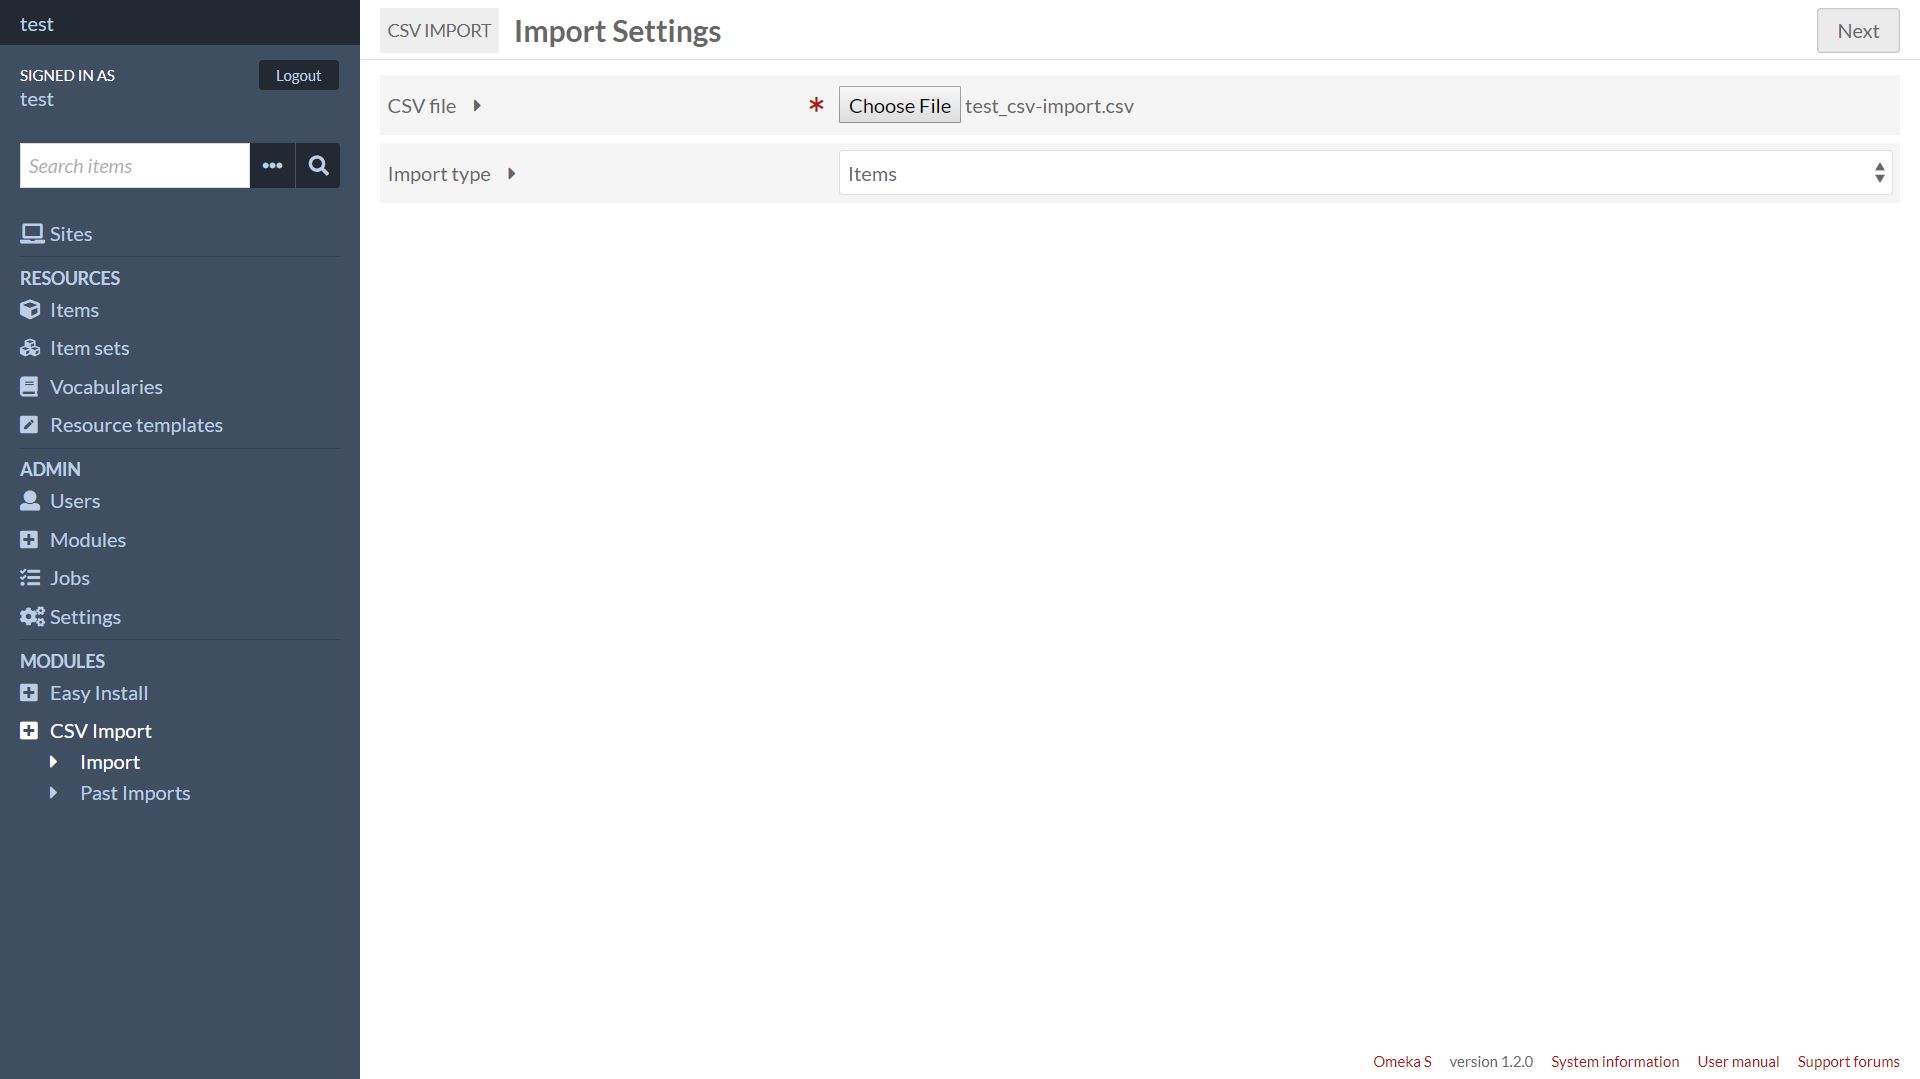 test
SIGNED IN AS
Logout
test
Search items
Sites
RESOURCES
Items
Item sets
Vocabularies
Resource templates
ADMIN
Users
Modules
Jobs
Settings
MODULES
Easy Install
CSV Import
Import
Past Imports
CSV IMPORT Import Settings
Next
CSV file
* Choose File test_csv-import.csv
Import type
Items
Omeka S version 1.2.0 System information User manual Support forums